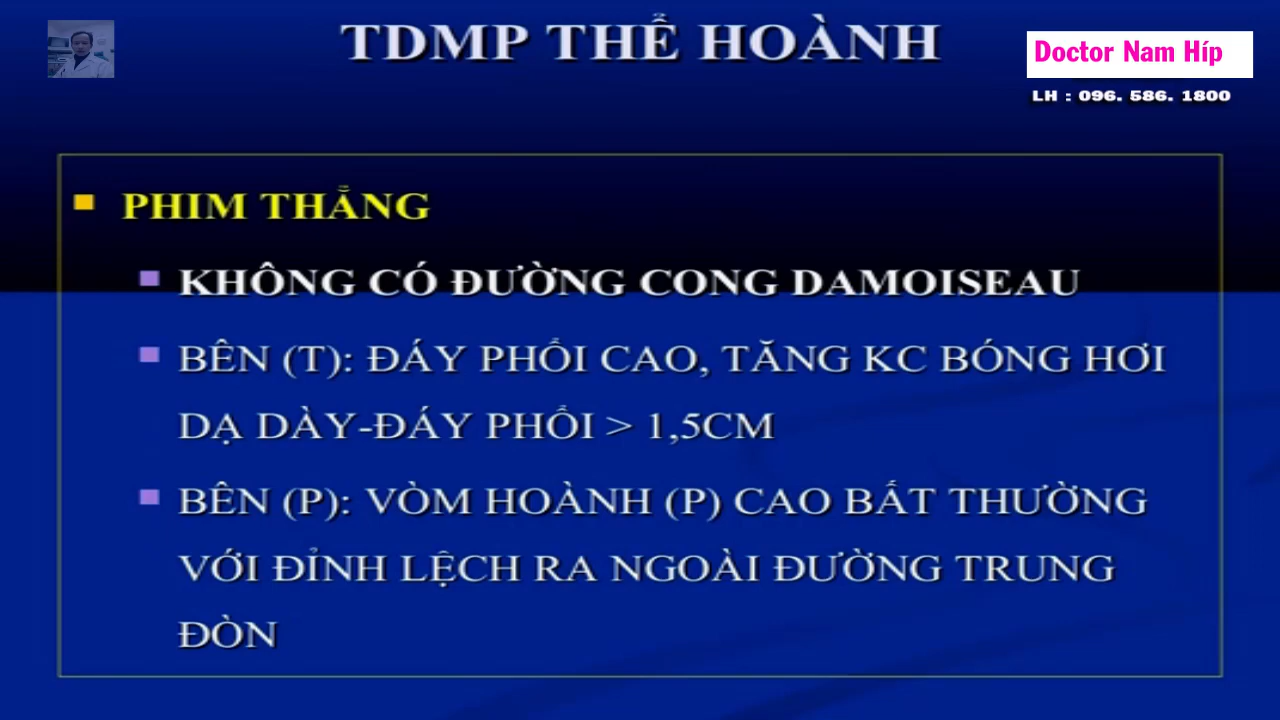 TDMP THỂ HOÀNH
Doctor Nam Híp
LH : 096. 586. 1800
PHIM THẲNG
KHÔNG CÓ ĐƯỜNG CONG DAMOISEAU
BÊN (T): ĐÁY PHỔI CAO, TĂNG KC BÓNG HƠI
DẠ DÀY-ĐÁY PHỔI > 1,5CM
BÊN (P): VÒM HOÀNH (P) CAO BẤT THƯỜNG
VỚI ĐỈNH LỆCH RA NGOÀI ĐƯỜNG TRUNG
ĐÒN